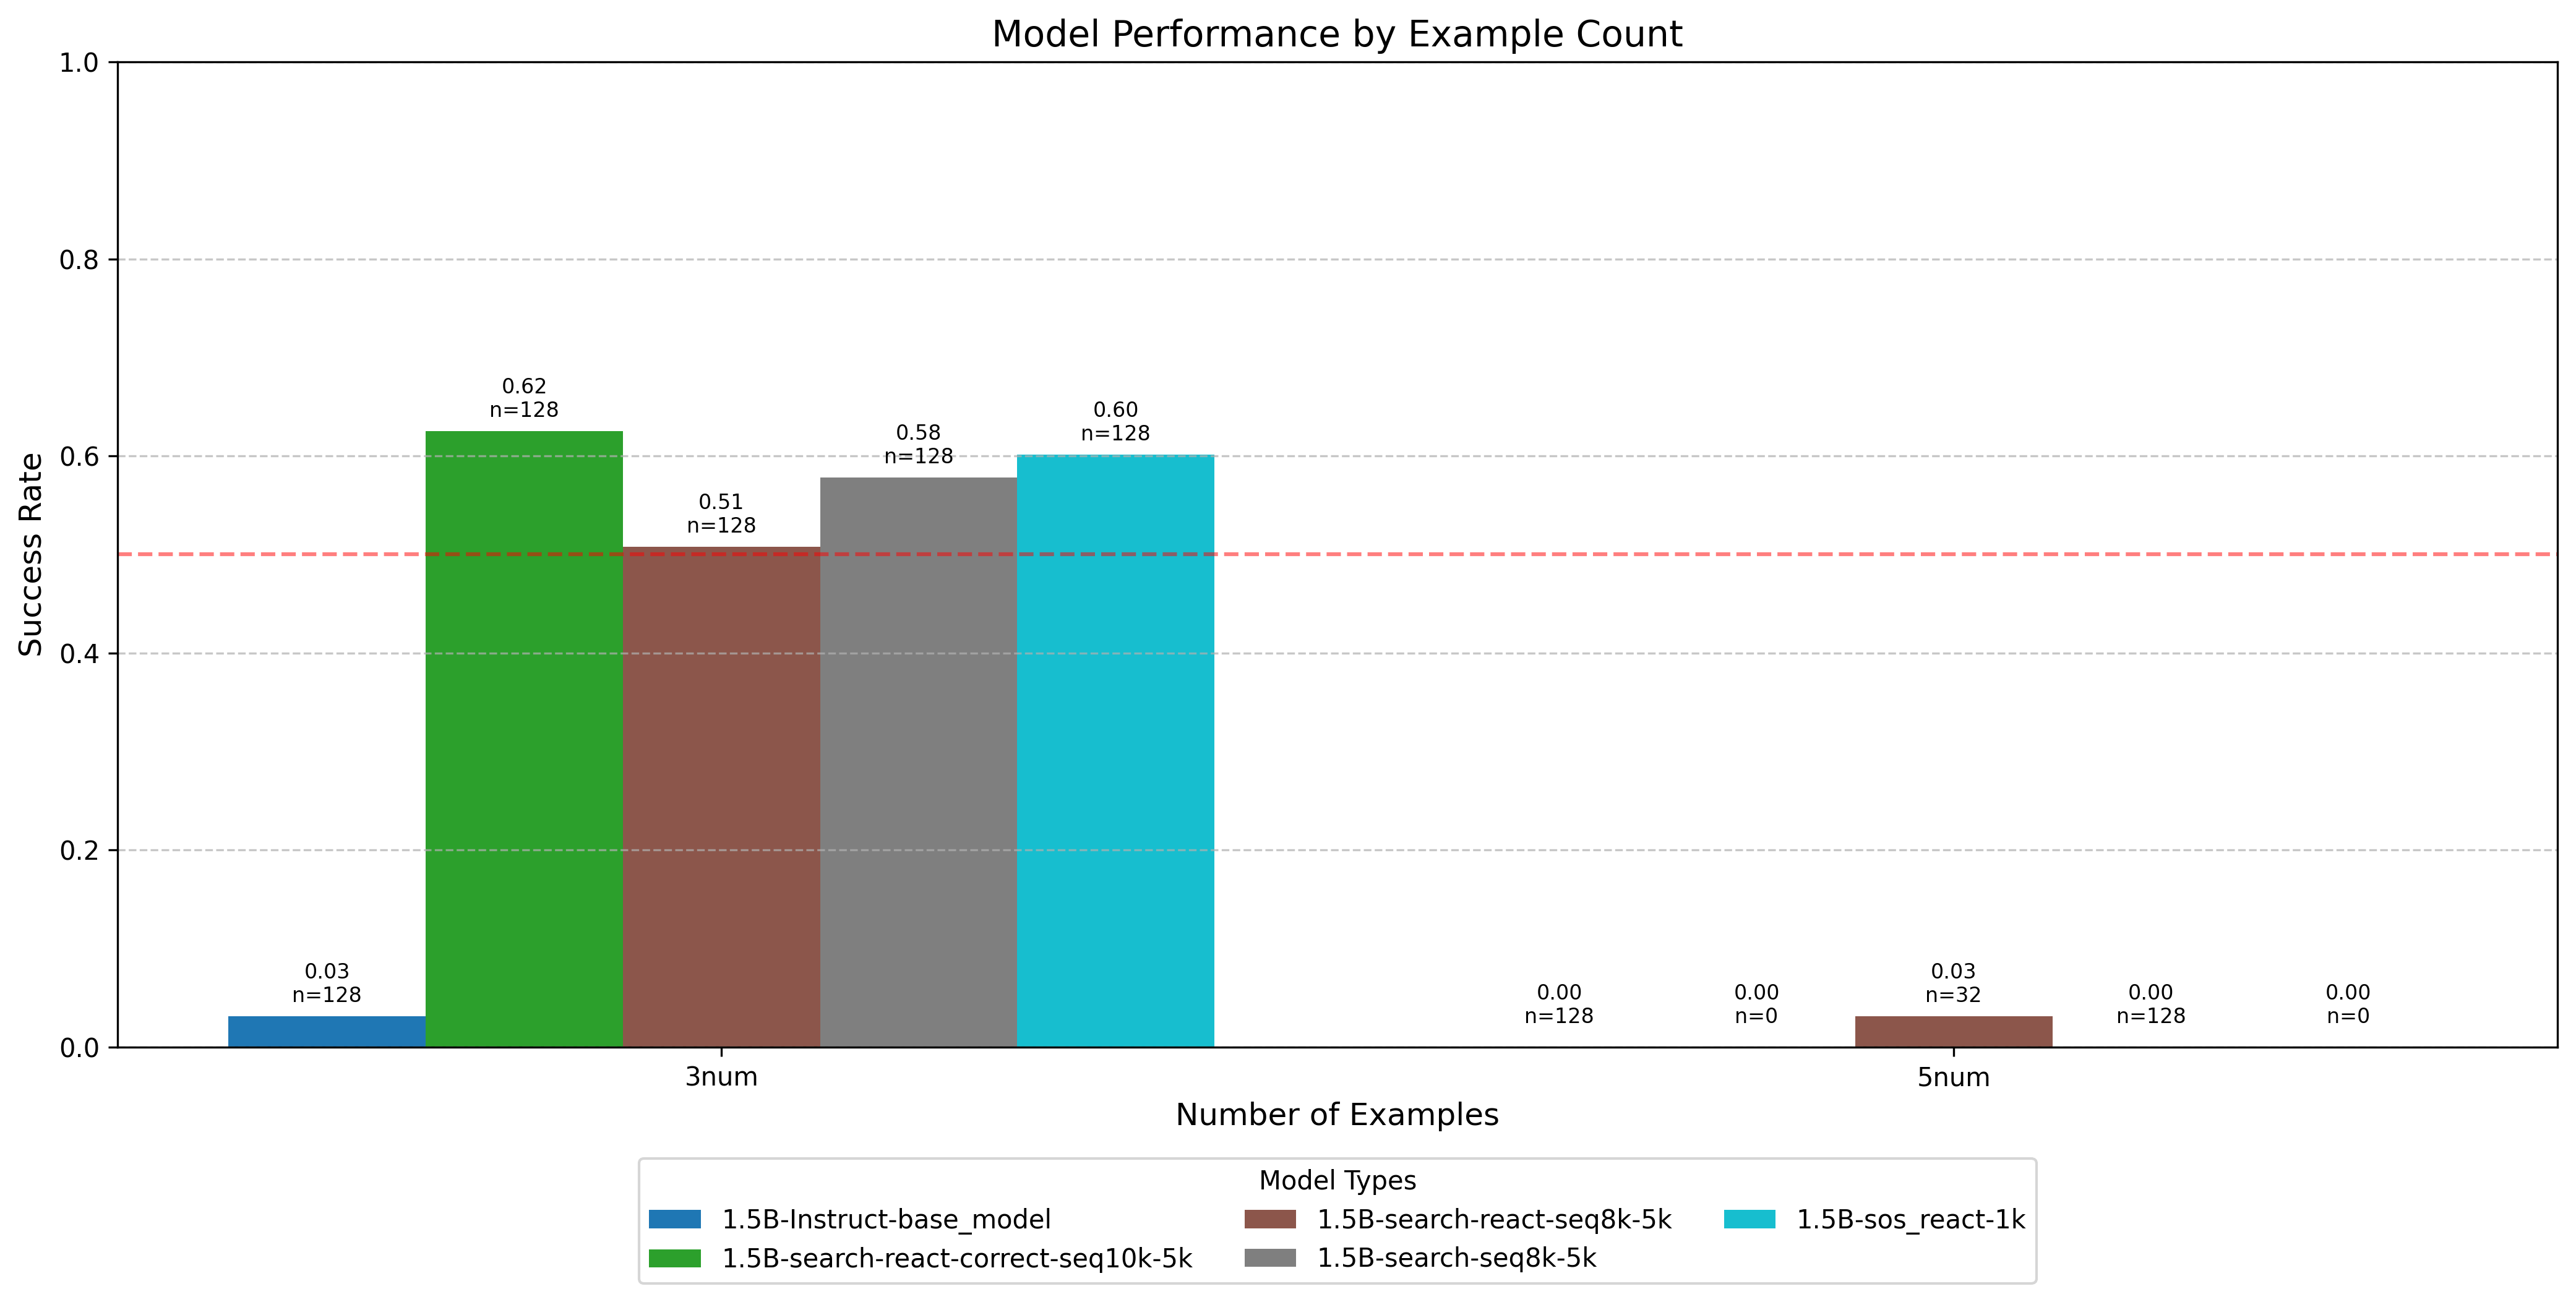 Model Performance by Example Count
1.0
0.8
0.6
0.4
0.2
0.0
Success Rate
0.03
n=128
0.62
n=128
0.51
n=128
0.58
n=128
0.60
n=128
0.00
n=128
0.00
n=0
0.03
n=32
0.00
n=128
0.00
n=0
3num
5num
Number of Examples
Model Types
1.5B-Instruct-base_model
1.5B-search-react-correct-seq10k-5k
1.5B-search-react-seq8k-5k
1.5B-search-seq8k-5k
1.5B-sos_react-1k